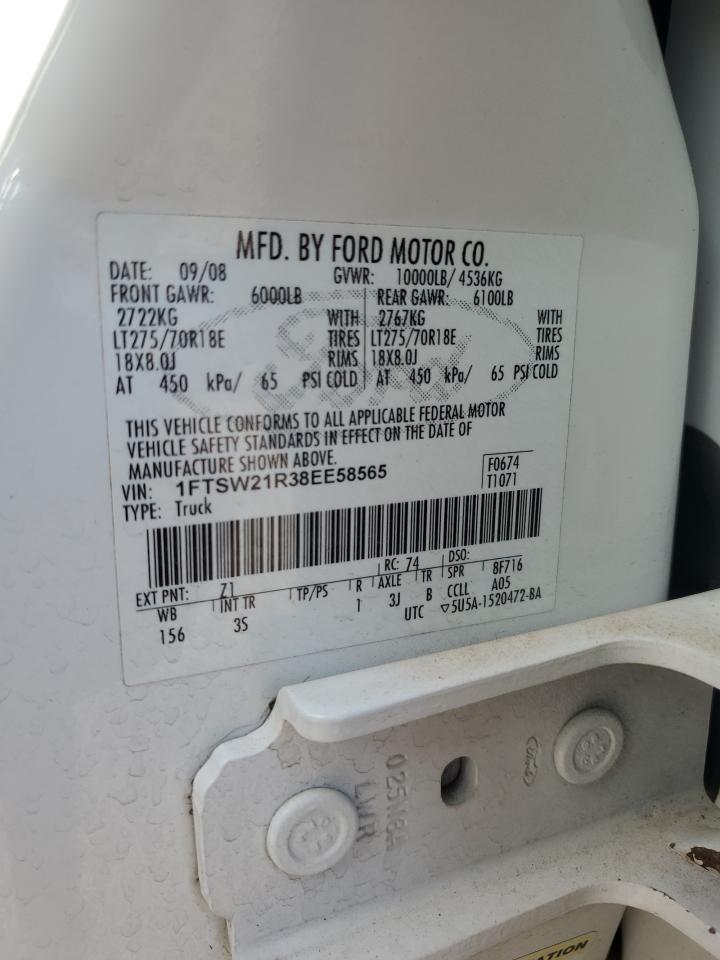 MFD. BY FORD MOTOR CO.
DATE: 09/08 GVWR: 10000LB/ 4536KG
FRONT GAWR: 6000LB REAR GAWR: 6100LB
2722KG WITH 2767KG WITH
LT275/70R18E TIRES LT275/70R18E TIRES
18X8.0J RIMS 18X8.0J RIMS
AT 450 kPa/ 65 PSI COLD AT 450 kPa/ 65 PSI COLD
THIS VEHICLE CONFORMS TO ALL APPLICABLE FEDERAL MOTOR
VEHICLE SAFETY STANDARDS IN EFFECT ON THE DATE OF
MANUFACTURE SHOWN ABOVE.
VIN: 1FTSW21R38EE58565 F0674
TYPE: Truck T1071
EXT PNT: Z1 RC: 74 DSO:
WB INT TR TP/PS R AXLE TR SPR 8F716
156 3S 1 3J B CCLL A05
UTC ▽5U5A-1520472-BA
Ford
LWR